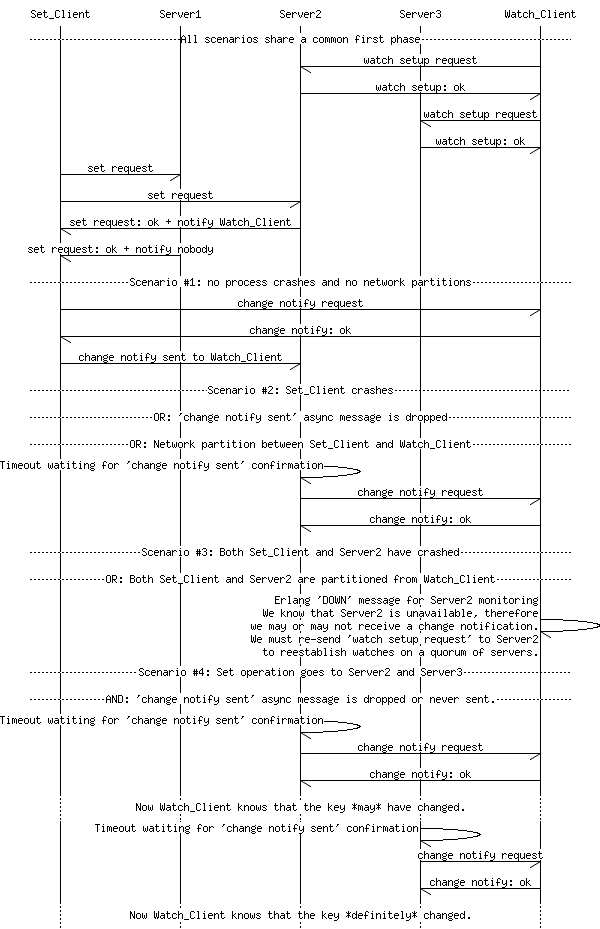 Set_Client Server1 Server2 Server3 Watch_Client
All scenarios share a common first phase
watch setup request
watch setup: ok
watch setup request
watch setup: ok
set request
set request
set request: ok + notify Watch_Client
set request: ok + notify nobody
Scenario #1: no process crashes and no network partitions
change notify request
change notify: ok
change notify sent to Watch_Client
Scenario #2: Set_Client crashes
OR: 'change notify sent' async message is dropped
OR: Network partition between Set_Client and Watch_Client
Timeout watiting for 'change notify sent' confirmation
change notify request
change notify: ok
Scenario #3: Both Set_Client and Server2 have crashed
OR: Both Set_Client and Server2 are partitioned from Watch_Client
Erlang 'DOWN' message for Server2 monitoring
We know that Server2 is unavailable, therefore
we may or may not receive a change notification.
We must re-send 'watch setup request' to Server2
to reestablish watches on a quorum of servers.
Scenario #4: Set operation goes to Server2 and Server3
AND: 'change notify sent' async message is dropped or never sent.
Timeout watiting for 'change notify sent' confirmation
change notify request
change notify: ok
Now Watch_Client knows that the key *may* have changed.
Timeout watiting for 'change notify sent' confirmation
change notify request
change notify: ok
Now Watch_Client knows that the key *definitely* changed.